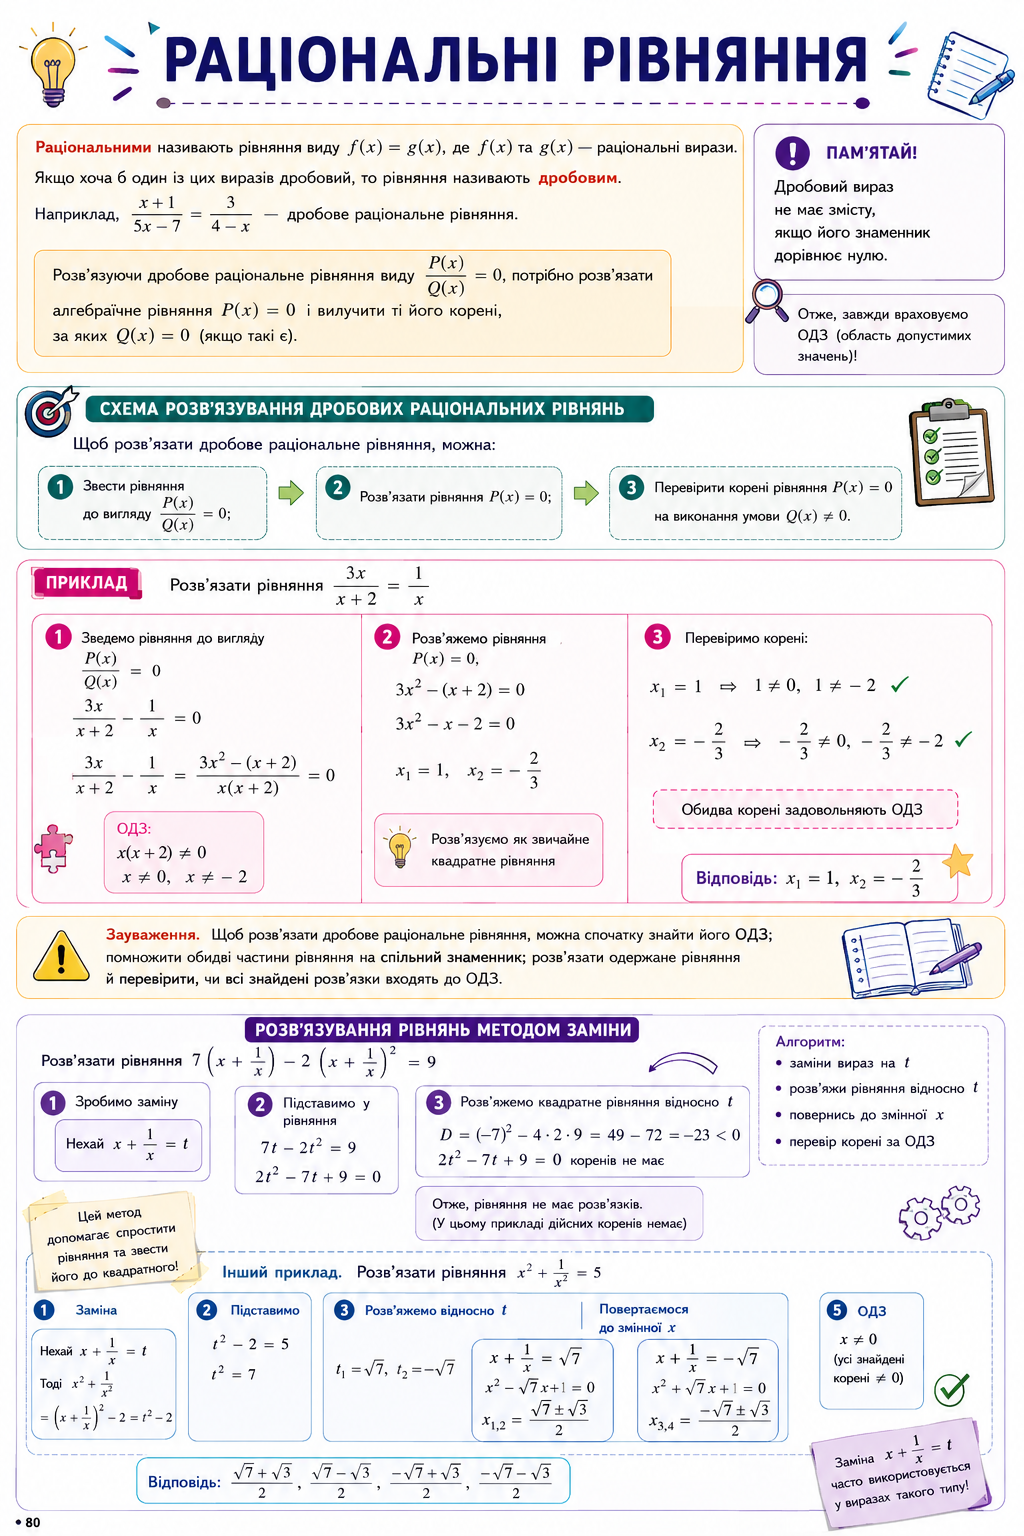 РАЦІОНАЛЬНІ РІВНЯННЯ
Раціональними називають рівняння виду f(x) = g(x), де f(x) та g(x) — раціональні вирази.
Якщо хоча б один із цих виразів дробовий, то рівняння називають дробовим.
Наприклад, (x + 1)/(5x − 7) = 3/(4 − x) — дробове раціональне рівняння.
Розв'язуючи дробове раціональне рівняння виду P(x)/Q(x) = 0, потрібно розв'язати
алгебраїчне рівняння P(x) = 0 і вилучити ті його корені,
за яких Q(x) = 0 (якщо такі є).
! ПАМ'ЯТАЙ!
Дробовий вираз
не має змісту,
якщо його знаменник
дорівнює нулю.
Отже, завжди враховуємо
ОДЗ (область допустимих
значень)!
СХЕМА РОЗВ'ЯЗУВАННЯ ДРОБОВИХ РАЦІОНАЛЬНИХ РІВНЯНЬ
Щоб розв'язати дробове раціональне рівняння, можна:
1 Звести рівняння
до вигляду P(x)/Q(x) = 0;
2 Розв'язати рівняння P(x) = 0;
3 Перевірити корені рівняння P(x) = 0
на виконання умови Q(x) ≠ 0.
ПРИКЛАД Розв'язати рівняння 3x/(x + 2) = 1/x
1 Зведемо рівняння до вигляду
P(x)/Q(x) = 0
3x/(x + 2) − 1/x = 0
3x/(x + 2) − 1/x = (3x² − (x + 2))/(x(x + 2)) = 0
ОДЗ:
x(x + 2) ≠ 0
x ≠ 0, x ≠ − 2
2 Розв'яжемо рівняння
P(x) = 0,
3x² − (x + 2) = 0
3x² − x − 2 = 0
x₁ = 1, x₂ = − 2/3
Розв'язуємо як звичайне
квадратне рівняння
3 Перевіримо корені:
x₁ = 1 ⇒ 1 ≠ 0, 1 ≠ − 2 ✓
x₂ = − 2/3 ⇒ − 2/3 ≠ 0, − 2/3 ≠ − 2 ✓
Обидва корені задовольняють ОДЗ
Відповідь: x₁ = 1, x₂ = − 2/3
Зауваження. Щоб розв'язати дробове раціональне рівняння, можна спочатку знайти його ОДЗ;
помножити обидві частини рівняння на спільний знаменник; розв'язати одержане рівняння
й перевірити, чи всі знайдені розв'язки входять до ОДЗ.
РОЗВ'ЯЗУВАННЯ РІВНЯНЬ МЕТОДОМ ЗАМІНИ
Розв'язати рівняння 7(x + 1/x) − 2(x + 1/x)² = 9
1 Зробимо заміну
Нехай x + 1/x = t
2 Підставимо у
рівняння
7t − 2t² = 9
2t² − 7t + 9 = 0
3 Розв'яжемо квадратне рівняння відносно t
D = (−7)² − 4 · 2 · 9 = 49 − 72 = −23 < 0
2t² − 7t + 9 = 0 коренів не має
Отже, рівняння не має розв'язків.
(У цьому прикладі дійсних коренів немає)
Алгоритм:
• заміни вираз на t
• розв'яжи рівняння відносно t
• повернись до змінної x
• перевір корені за ОДЗ
Цей метод
допомагає спростити
рівняння та звести
його до квадратного!
Інший приклад. Розв'язати рівняння x² + 1/x² = 5
1 Заміна
Нехай x + 1/x = t
Тоді x² + 1/x²
= (x + 1/x)² − 2 = t² − 2
2 Підставимо
t² − 2 = 5
t² = 7
3 Розв'яжемо відносно t
t₁ = √7, t₂ = −√7
Повертаємося
до змінної x
x + 1/x = √7
x² − √7 x + 1 = 0
x₁,₂ = (√7 ± √3)/2
x + 1/x = − √7
x² + √7 x + 1 = 0
x₃,₄ = (−√7 ± √3)/2
5 ОДЗ
x ≠ 0
(усі знайдені
корені ≠ 0)
Відповідь: (√7 + √3)/2, (√7 − √3)/2, (−√7 + √3)/2, (−√7 − √3)/2
Заміна x + 1/x = t
часто використовується
у виразах такого типу!
• 80